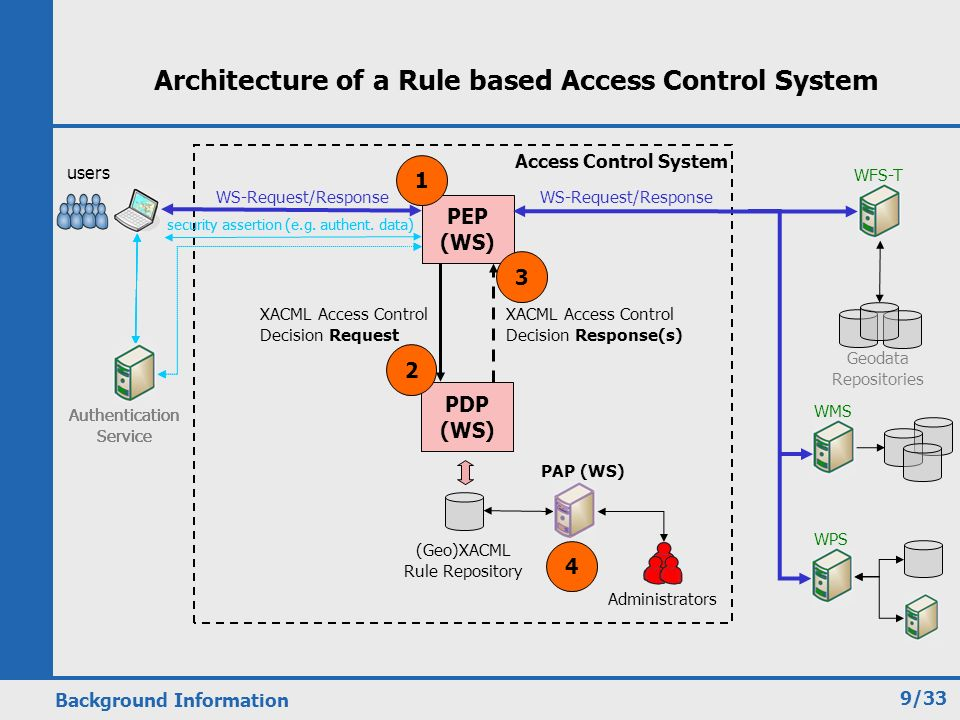 Architecture of a Rule based Access Control System
Access Control System
users
1
WFS-T
WS-Request/Response
WS-Request/Response
PEP
(WS)
security assertion (e.g. authent. data)
3
XACML Access Control
Decision Request
XACML Access Control
Decision Response(s)
2
Geodata
Repositories
PDP
(WS)
Authentication
Service
WMS
PAP (WS)
WPS
(Geo)XACML
Rule Repository
4
Administrators
Background Information
9/33